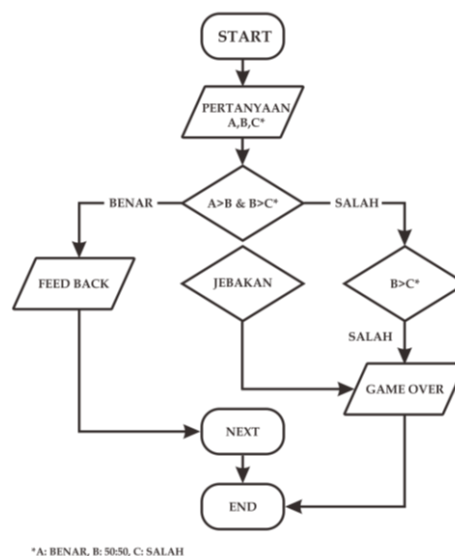 START
PERTANYAAN
A,B,C*
BENAR
A>B & B>C*
SALAH
FEED BACK
JEBAKAN
B>C*
SALAH
GAME OVER
NEXT
END
*A: BENAR, B: 50:50, C: SALAH